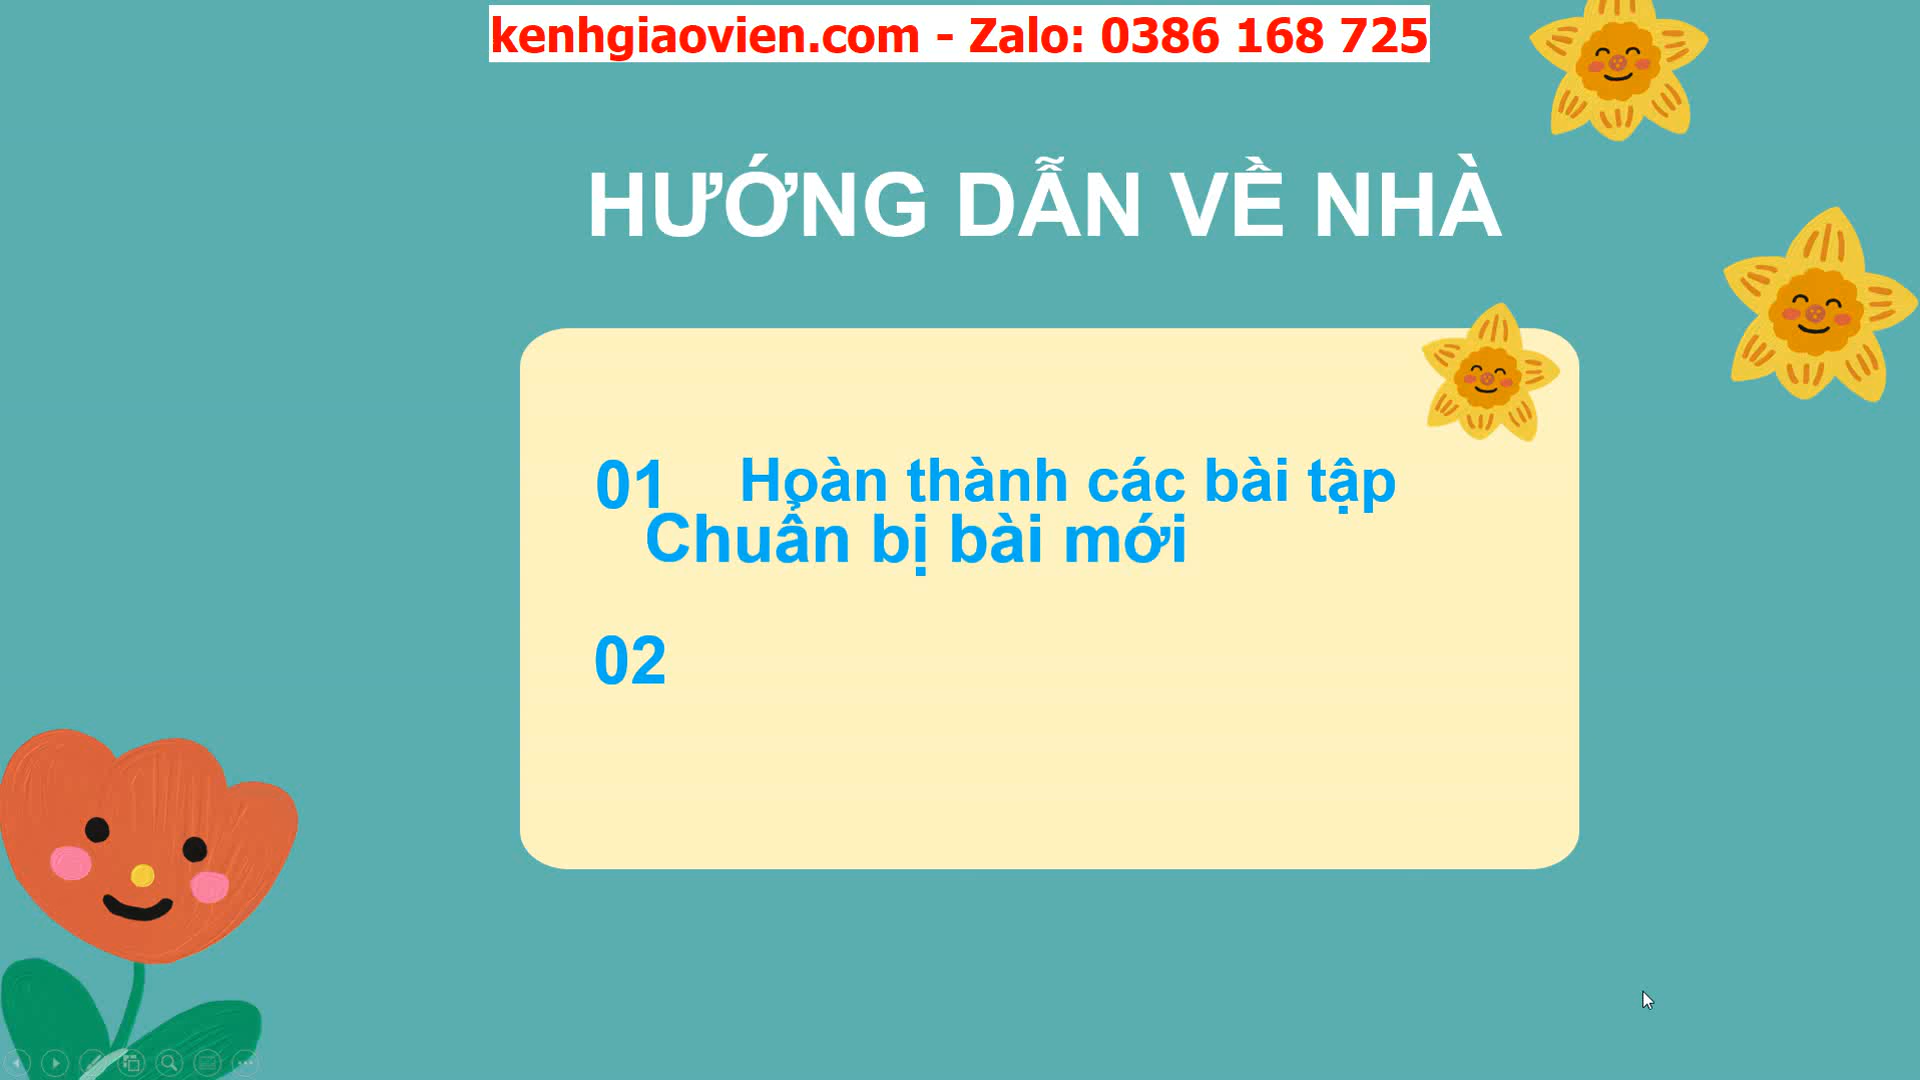 kenhgiaovien.com - Zalo: 0386 168 725
HƯỚNG DẪN VỀ NHÀ
01 Hoàn thành các bài tập
Chuẩn bị bài mới
02